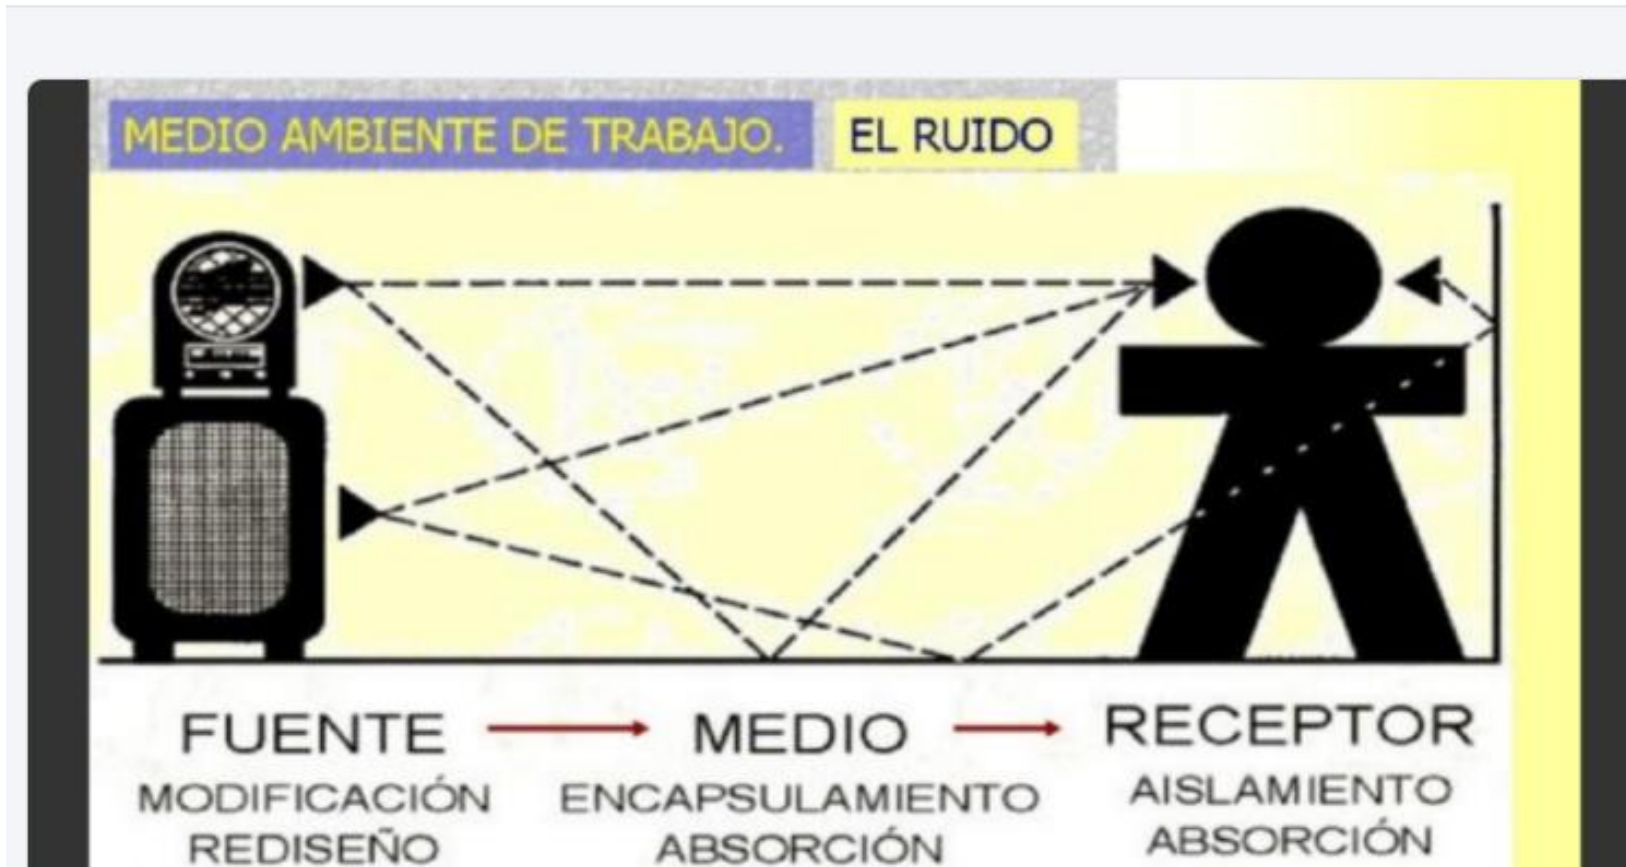 MEDIO AMBIENTE DE TRABAJO. EL RUIDO
FUENTE MEDIO RECEPTOR
MODIFICACIÓN ENCAPSULAMIENTO AISLAMIENTO
REDISEÑO ABSORCIÓN ABSORCIÓN